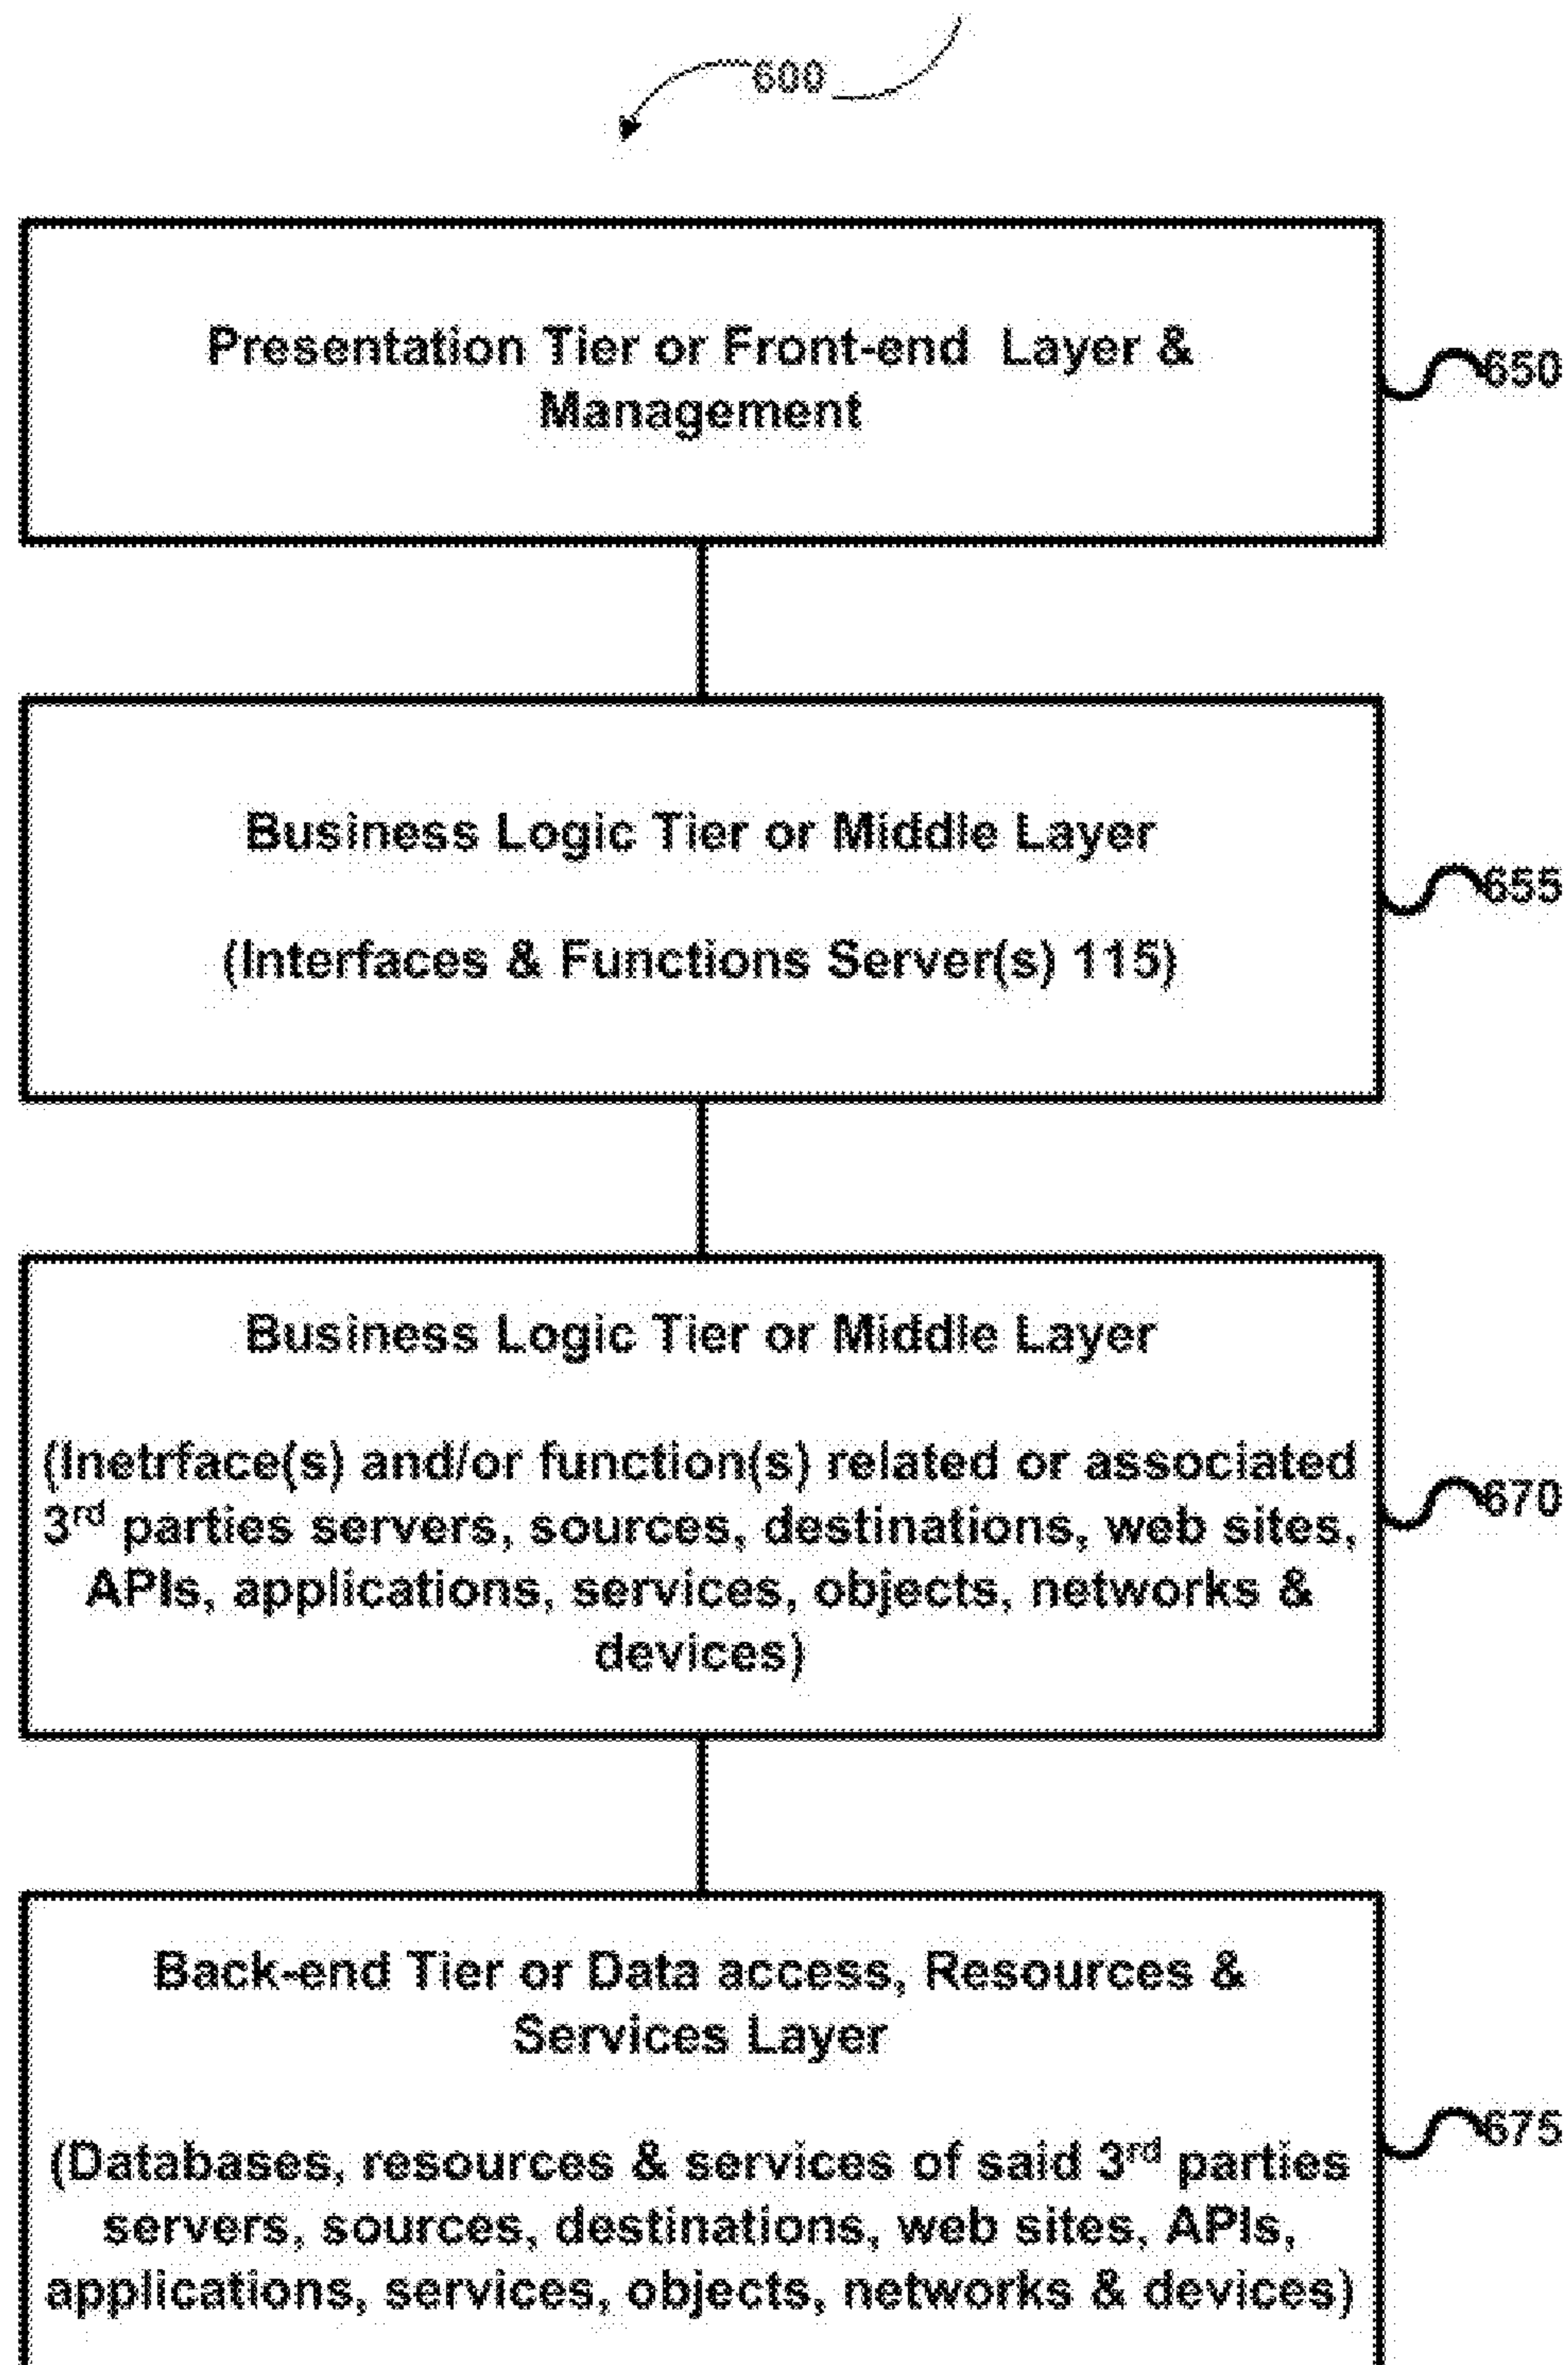 600
Presentation Tier or Front-end Layer &
Management
650
Business Logic Tier or Middle Layer
(Interfaces & Functions Server(s) 115)
655
Business Logic Tier or Middle Layer
(Inetrface(s) and/or function(s) related or associated
3rd parties servers, sources, destinations, web sites,
APIs, applications, services, objects, networks &
devices)
670
Back-end Tier or Data access, Resources &
Services Layer
(Databases, resources & services of said 3rd parties
servers, sources, destinations, web sites, APIs,
applications, services, objects, networks & devices)
675